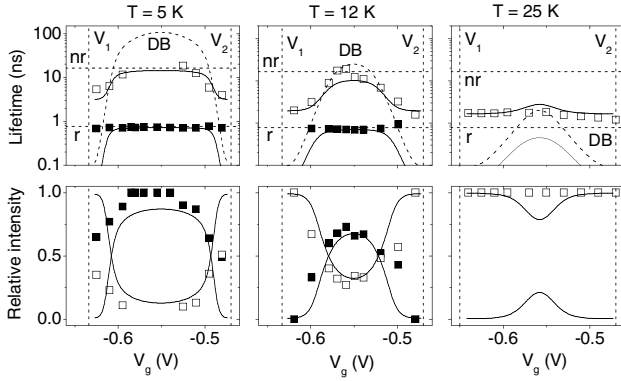 T = 5 K
T = 12 K
T = 25 K
Lifetime (ns)
100
10
1
0.1
V1
DB
V2
nr
r
V1
DB
V2
nr
r
V1
V2
nr
r
DB
Relative intensity
1.0
0.5
0.0
-0.6
-0.5
-0.6
-0.5
-0.6
-0.5
Vg (V)
Vg (V)
Vg (V)